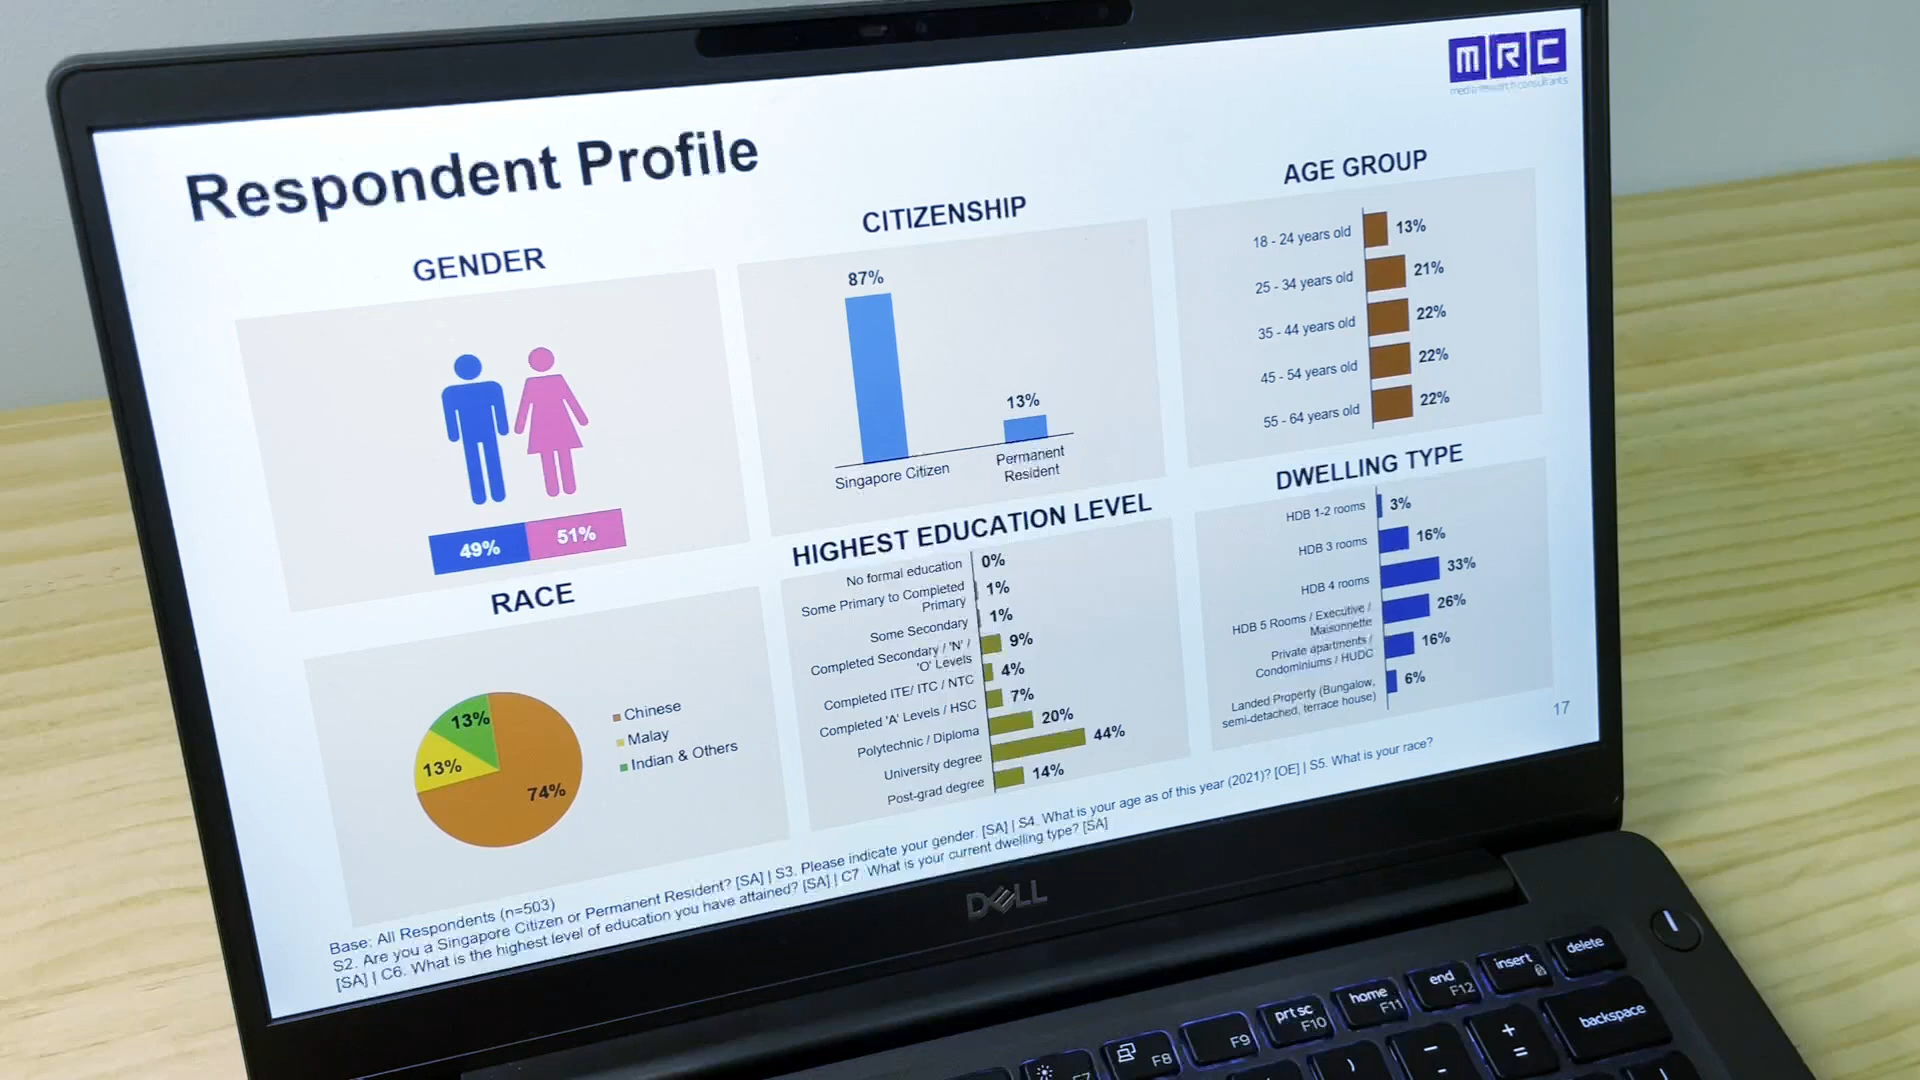 MRC
media research consultants
Respondent Profile
GENDER
49%
51%
CITIZENSHIP
87%
13%
Singapore Citizen
Permanent
Resident
AGE GROUP
18 - 24 years old 13%
25 - 34 years old 21%
35 - 44 years old 22%
45 - 54 years old 22%
55 - 64 years old 22%
RACE
13%
13%
74%
Chinese
Malay
Indian & Others
HIGHEST EDUCATION LEVEL
No formal education 0%
Some Primary to Completed
Primary 1%
Some Secondary 1%
Completed Secondary / 'N' /
'O' Levels 9%
Completed ITE/ ITC / NTC 4%
Completed 'A' Levels / HSC 7%
Polytechnic / Diploma 20%
University degree 44%
Post-grad degree 14%
DWELLING TYPE
HDB 1-2 rooms 3%
HDB 3 rooms 16%
HDB 4 rooms 33%
HDB 5 Rooms / Executive /
Maisonnette 26%
Private apartments /
Condominiums / HUDC 16%
Landed Property (Bungalow,
semi-detached, terrace house) 6%
17
Base: All Respondents (n=503)
S2. Are you a Singapore Citizen or Permanent Resident? [SA] | S3. Please indicate your gender. [SA] | S4. What is your age as of this year (2021)? [OE] | S5. What is your race?
[SA] | C6. What is the highest level of education you have attained? [SA] | C7. What is your current dwelling type? [SA]
DELL
F7
F8
F9
prt sc
F10
home
F11
end
F12
insert
delete
)
_
-
+
=
backspace